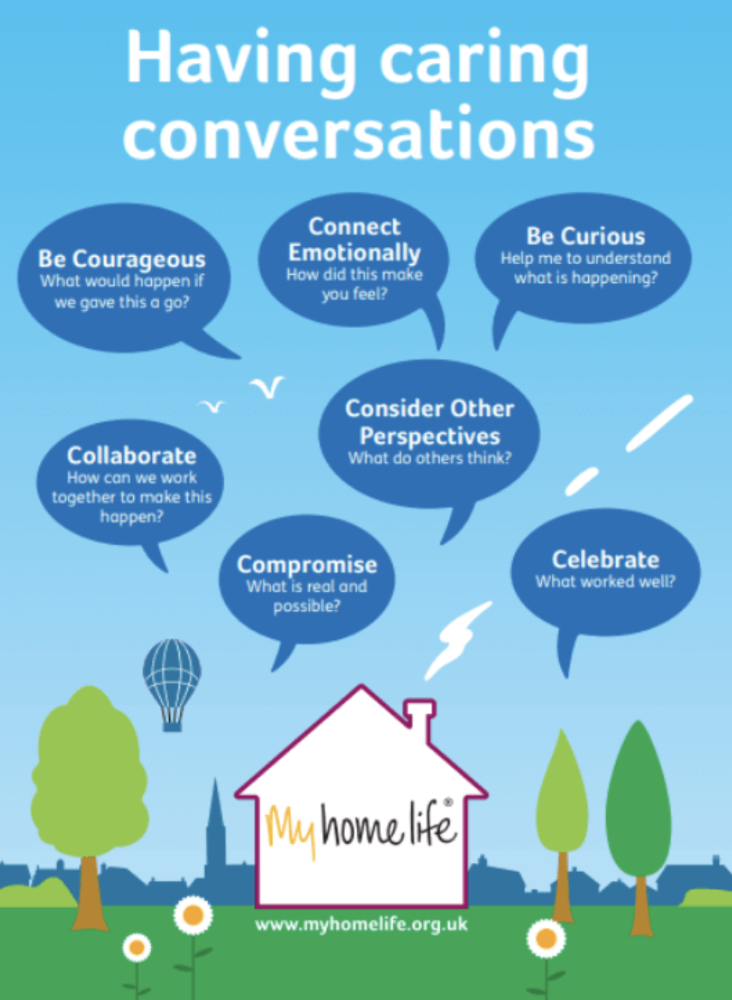 Having caring
conversations
Be Courageous
What would happen if
we gave this a go?
Connect
Emotionally
How did this make
you feel?
Be Curious
Help me to understand
what is happening?
Consider Other
Perspectives
What do others think?
Collaborate
How can we work
together to make this
happen?
Compromise
What is real and
possible?
Celebrate
What worked well?
My home life®
www.myhomelife.org.uk